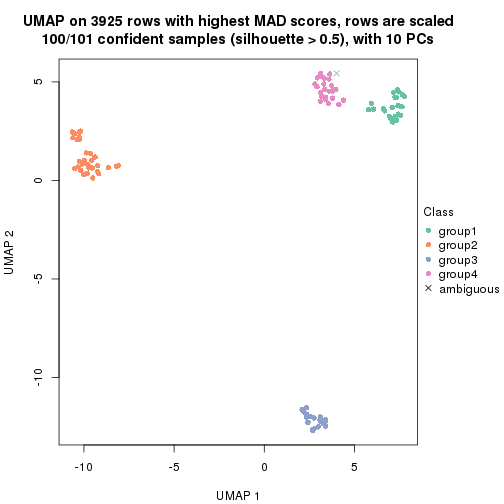 UMAP on 3925 rows with highest MAD scores, rows are scaled
100/101 confident samples (silhouette > 0.5), with 10 PCs
5
0
-5
-10
UMAP 2
-10
-5
0
5
UMAP 1
Class
group1
group2
group3
group4
ambiguous